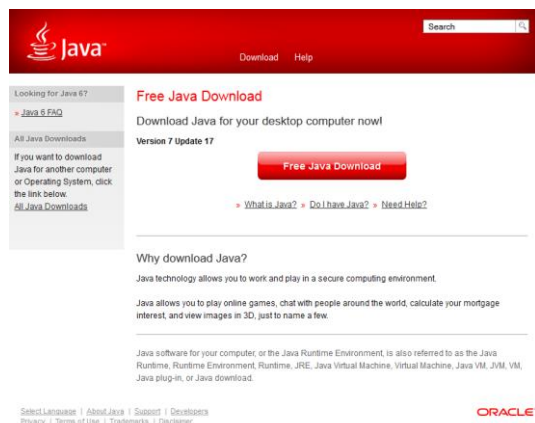 Java™
Search
Download Help
Looking for Java 6?
» Java 6 FAQ
All Java Downloads
If you want to download
Java for another computer
or Operating System, click
the link below.
All Java Downloads
Free Java Download
Download Java for your desktop computer now!
Version 7 Update 17
Free Java Download
» What is Java? » Do I have Java? » Need Help?
Why download Java?
Java technology allows you to work and play in a secure computing environment.
Java allows you to play online games, chat with people around the world, calculate your mortgage
interest, and view images in 3D, just to name a few.
Java software for your computer, or the Java Runtime Environment, is also referred to as the Java
Runtime, Runtime Environment, Runtime, JRE, Java Virtual Machine, Virtual Machine, Java VM, JVM, VM,
Java plug-in, or Java download.
Select Language | About Java | Support | Developers
Privacy | Terms of Use | Trademarks | Disclaimer
ORACLE